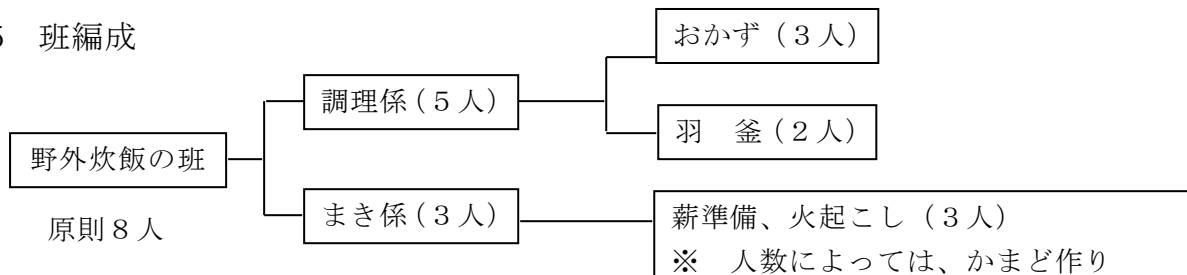 班編成
おかず（３人）
調理係（５人）
羽　釜（２人）
野外炊飯の班
原則８人
まき係（３人）
薪準備、火起こし（３人）
※　人数によっては、かまど作り